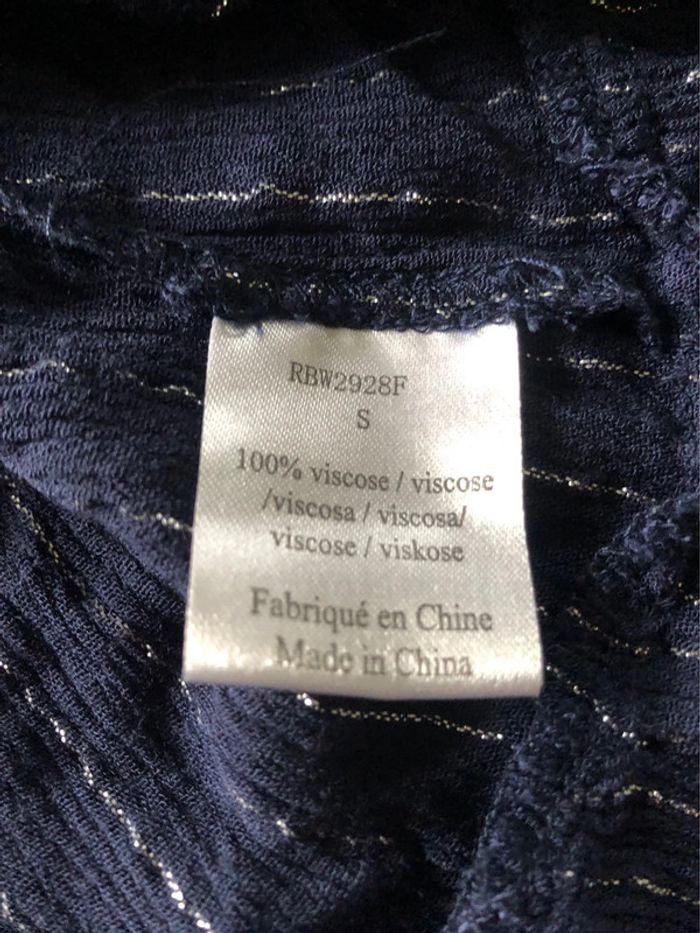 RBW2928F
S
100% viscose / viscose
/viscosa / viscosa/
viscose / viskose
Fabriqué en Chine
Made in China